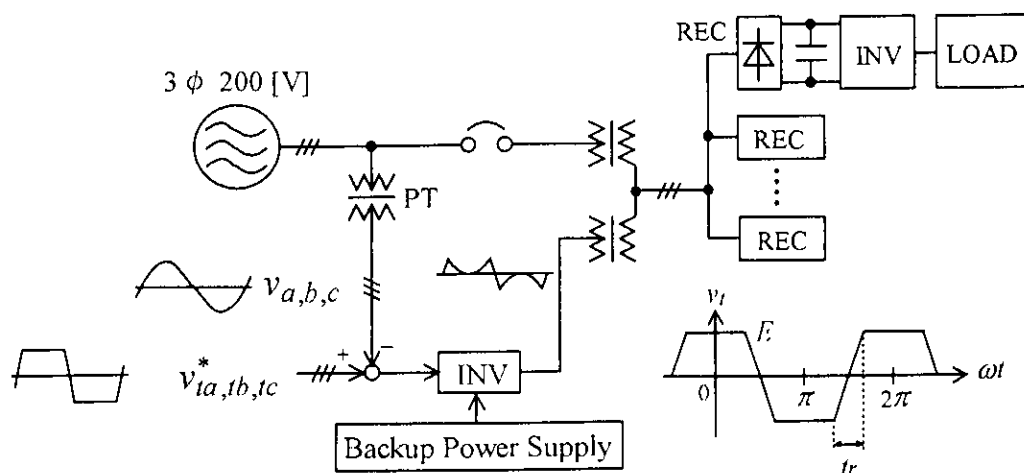 REC
INV
LOAD
3 φ 200 [V]
REC
PT
REC
v_{a,b,c}
v_t
E
v^*_{ta,tb,tc}
+
−
INV
0
π
2π
ωt
Backup Power Supply
tr